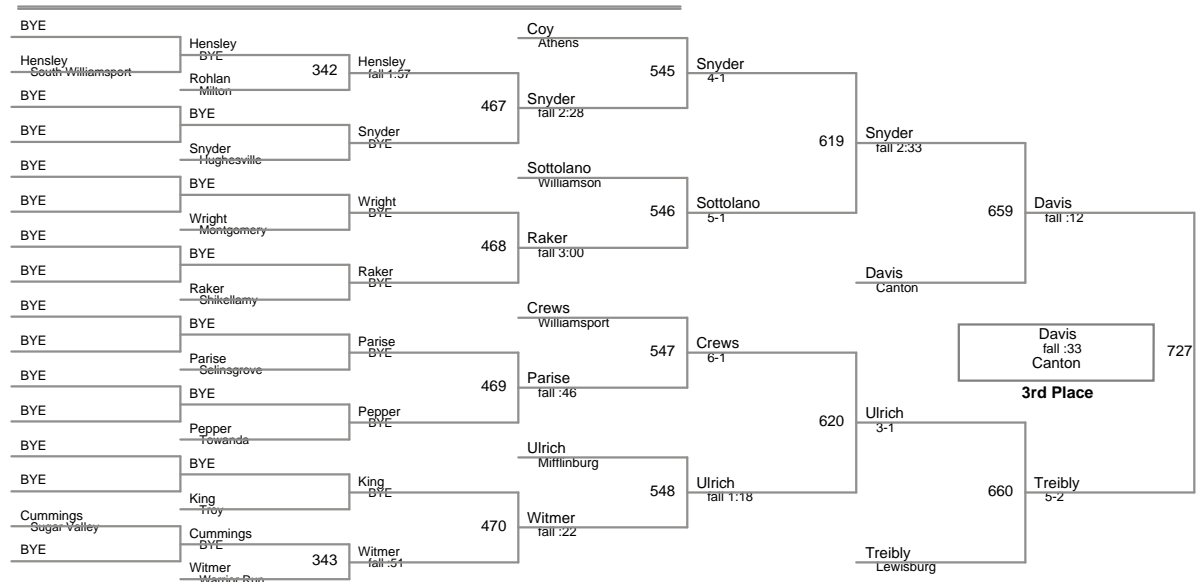 BYE
Hensley
South Williamsport
BYE
BYE
BYE
BYE
BYE
BYE
BYE
BYE
BYE
BYE
BYE
BYE
Cummings
Sugar Valley
BYE
Hensley
BYE
Rohlan
Milton
BYE
Snyder
Hughesville
BYE
Wright
Montgomery
BYE
Raker
Shikellamy
BYE
Parise
Selinsgrove
BYE
Pepper
Towanda
BYE
King
Troy
Cummings
BYE
Witmer
Warrior Run
342
343
Hensley
fall 1:57
Snyder
BYE
Wright
BYE
Raker
BYE
Parise
BYE
Pepper
BYE
King
BYE
Witmer
fall :51
467
468
469
470
Coy
Athens
Snyder
fall 2:28
Sottolano
Williamson
Raker
fall 3:00
Crews
Williamsport
Parise
fall :46
Ulrich
Mifflinburg
Witmer
fall :22
545
546
547
548
Snyder
4-1
Sottolano
5-1
Crews
6-1
Ulrich
fall 1:18
619
620
Snyder
fall 2:33
Davis
Canton
Ulrich
3-1
Treibly
Lewisburg
659
660
Davis
fall :12
Treibly
5-2
727
Davis
fall :33
Canton
3rd Place